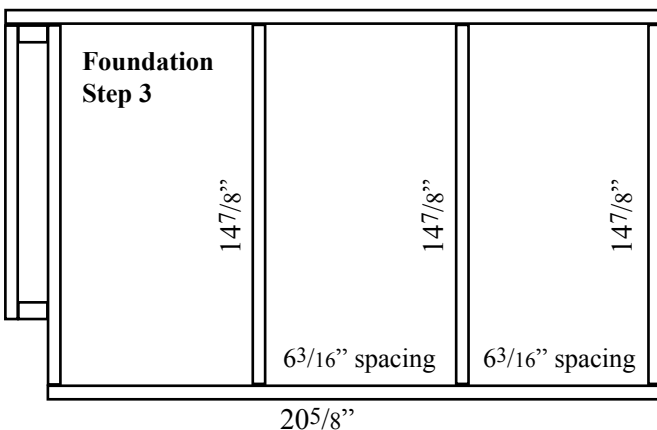 Foundation
Step 3
147/8”
147/8”
147/8”
63/16” spacing
63/16” spacing
205/8”